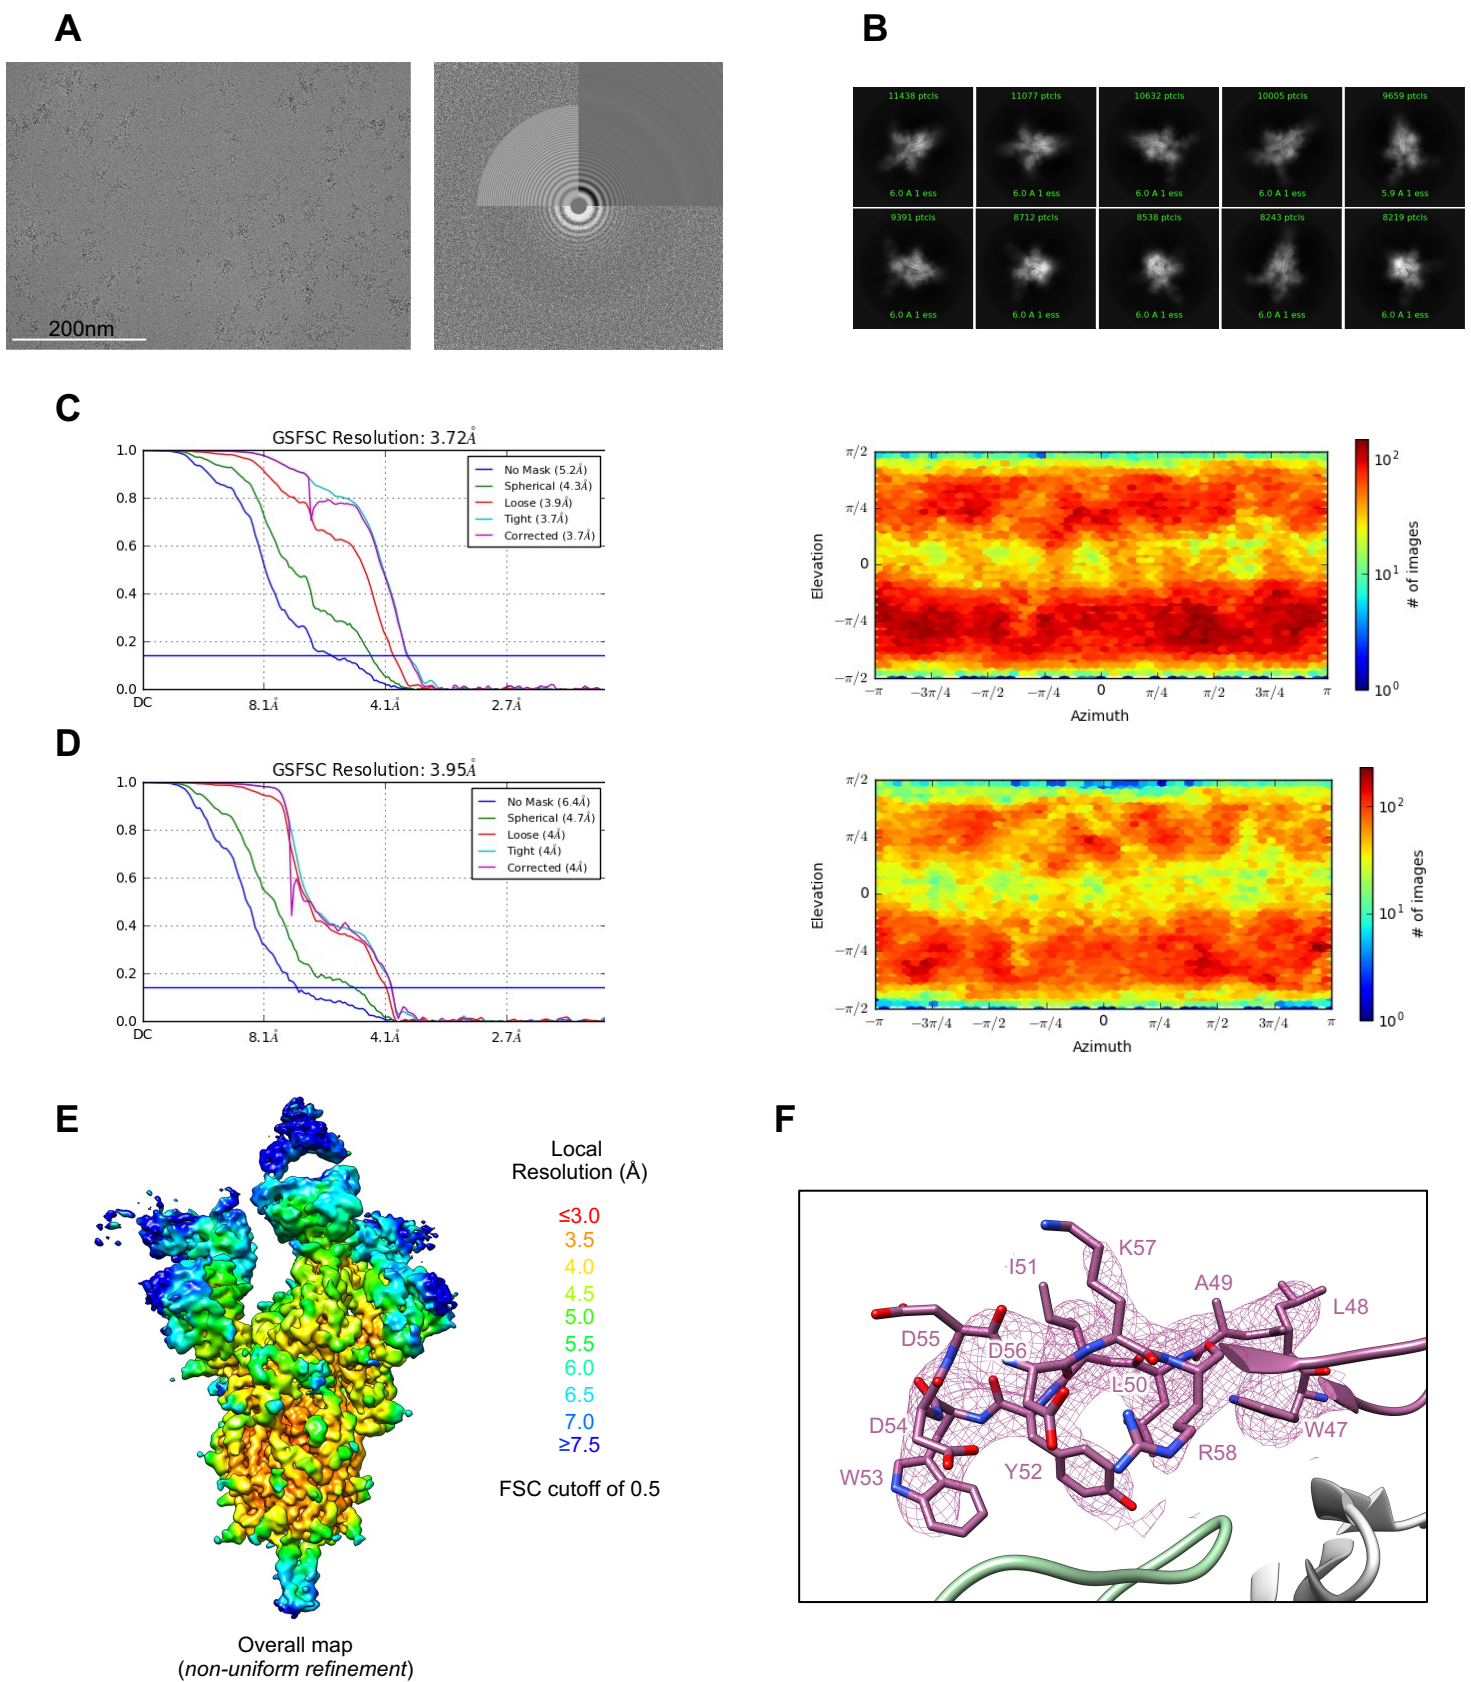 A
B
200nm
11438 ptcls
6.0 A 1 ess
11077 ptcls
6.0 A 1 ess
10632 ptcls
6.0 A 1 ess
10005 ptcls
6.0 A 1 ess
9659 ptcls
5.9 A 1 ess
9391 ptcls
6.0 A 1 ess
8712 ptcls
6.0 A 1 ess
8538 ptcls
6.0 A 1 ess
8243 ptcls
6.0 A 1 ess
8219 ptcls
6.0 A 1 ess
C
GSFSC Resolution: 3.72Å
1.0
0.8
0.6
0.4
0.2
0.0
DC
8.1Å
4.1Å
2.7Å
No Mask (5.2Å)
Spherical (4.3Å)
Loose (3.9Å)
Tight (3.7Å)
Corrected (3.7Å)
Elevation
π/2
π/4
0
−π/4
−π/2
−π
−3π/4
−π/2
−π/4
0
π/4
π/2
3π/4
π
Azimuth
10²
10¹
10⁰
# of images
D
GSFSC Resolution: 3.95Å
1.0
0.8
0.6
0.4
0.2
0.0
DC
8.1Å
4.1Å
2.7Å
No Mask (6.4Å)
Spherical (4.7Å)
Loose (4Å)
Tight (4Å)
Corrected (4Å)
Elevation
π/2
π/4
0
−π/4
−π/2
−π
−3π/4
−π/2
−π/4
0
π/4
π/2
3π/4
π
Azimuth
10²
10¹
10⁰
# of images
E
Local
Resolution (Å)
≤3.0
3.5
4.0
4.5
5.0
5.5
6.0
6.5
7.0
≥7.5
FSC cutoff of 0.5
Overall map
(non-uniform refinement)
F
K57
I51
A49
L48
D55
D56
L50
D54
W47
R58
Y52
W53